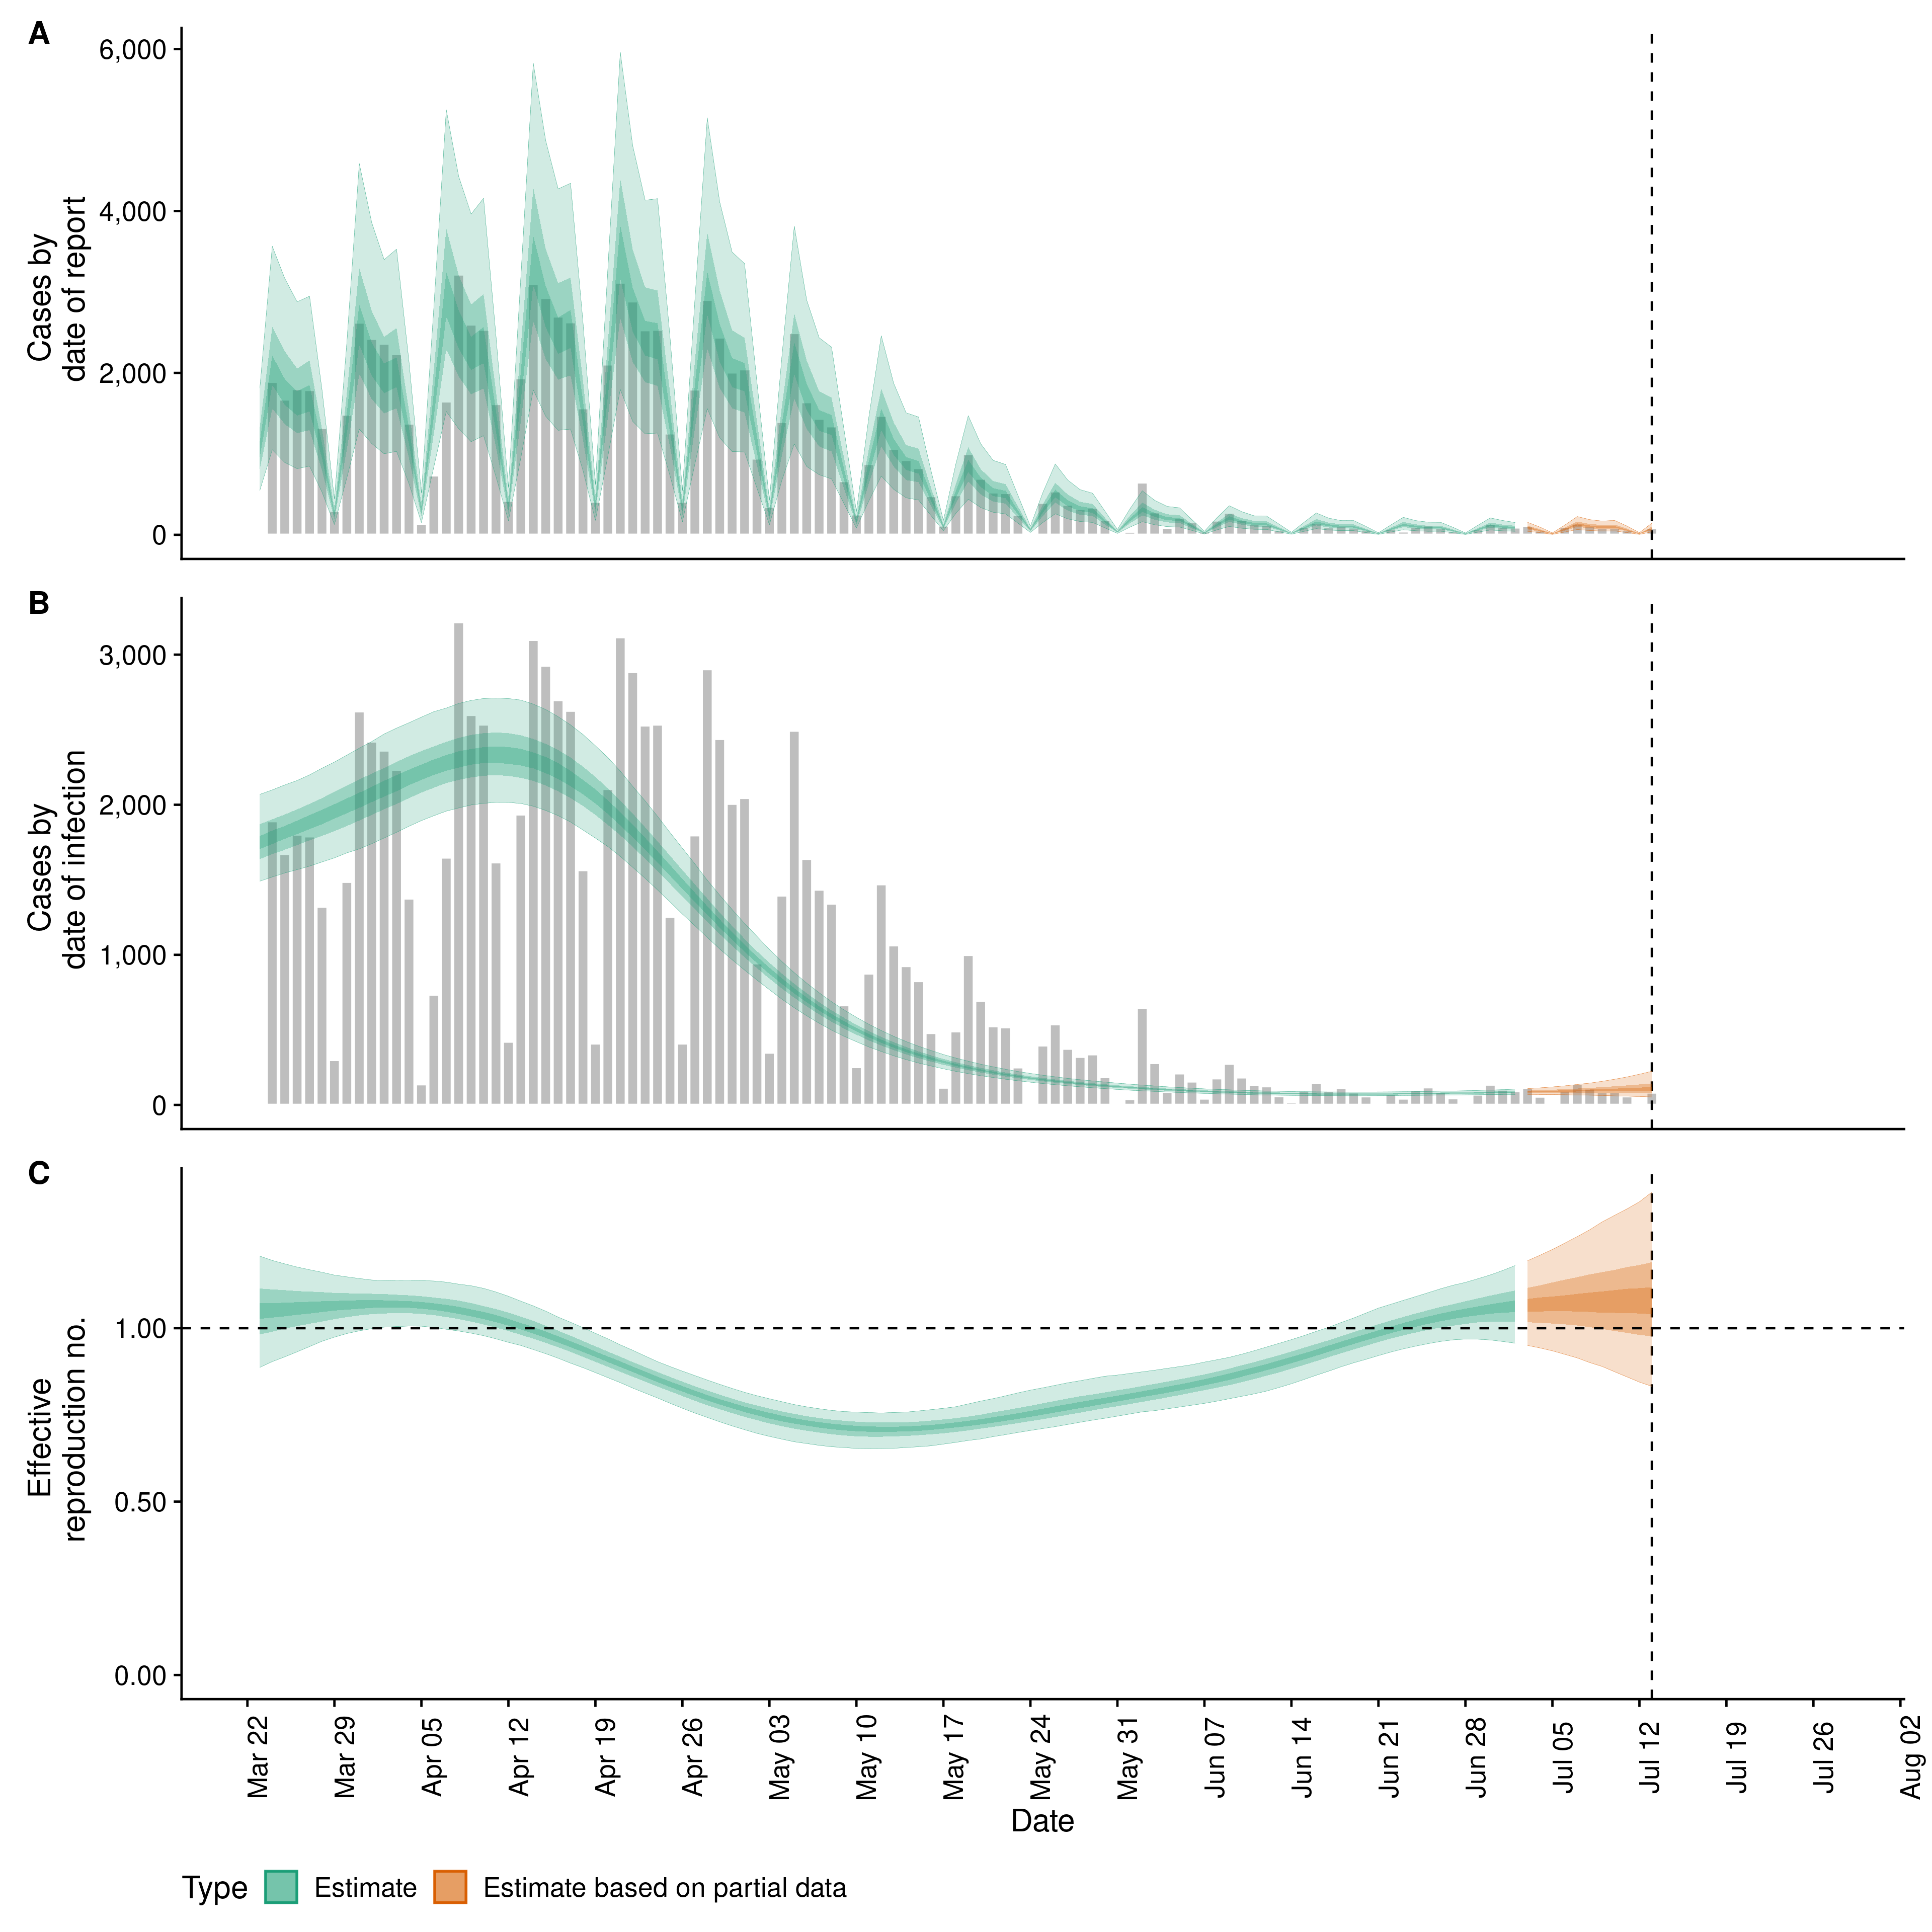 A
6,000
4,000
2,000
0
Cases by
date of report
B
3,000
2,000
1,000
0
Cases by
date of infection
C
1.00
0.50
0.00
Effective
reproduction no.
Mar 22
Mar 29
Apr 05
Apr 12
Apr 19
Apr 26
May 03
May 10
May 17
May 24
May 31
Jun 07
Jun 14
Jun 21
Jun 28
Jul 05
Jul 12
Jul 19
Jul 26
Aug 02
Date
Type Estimate Estimate based on partial data